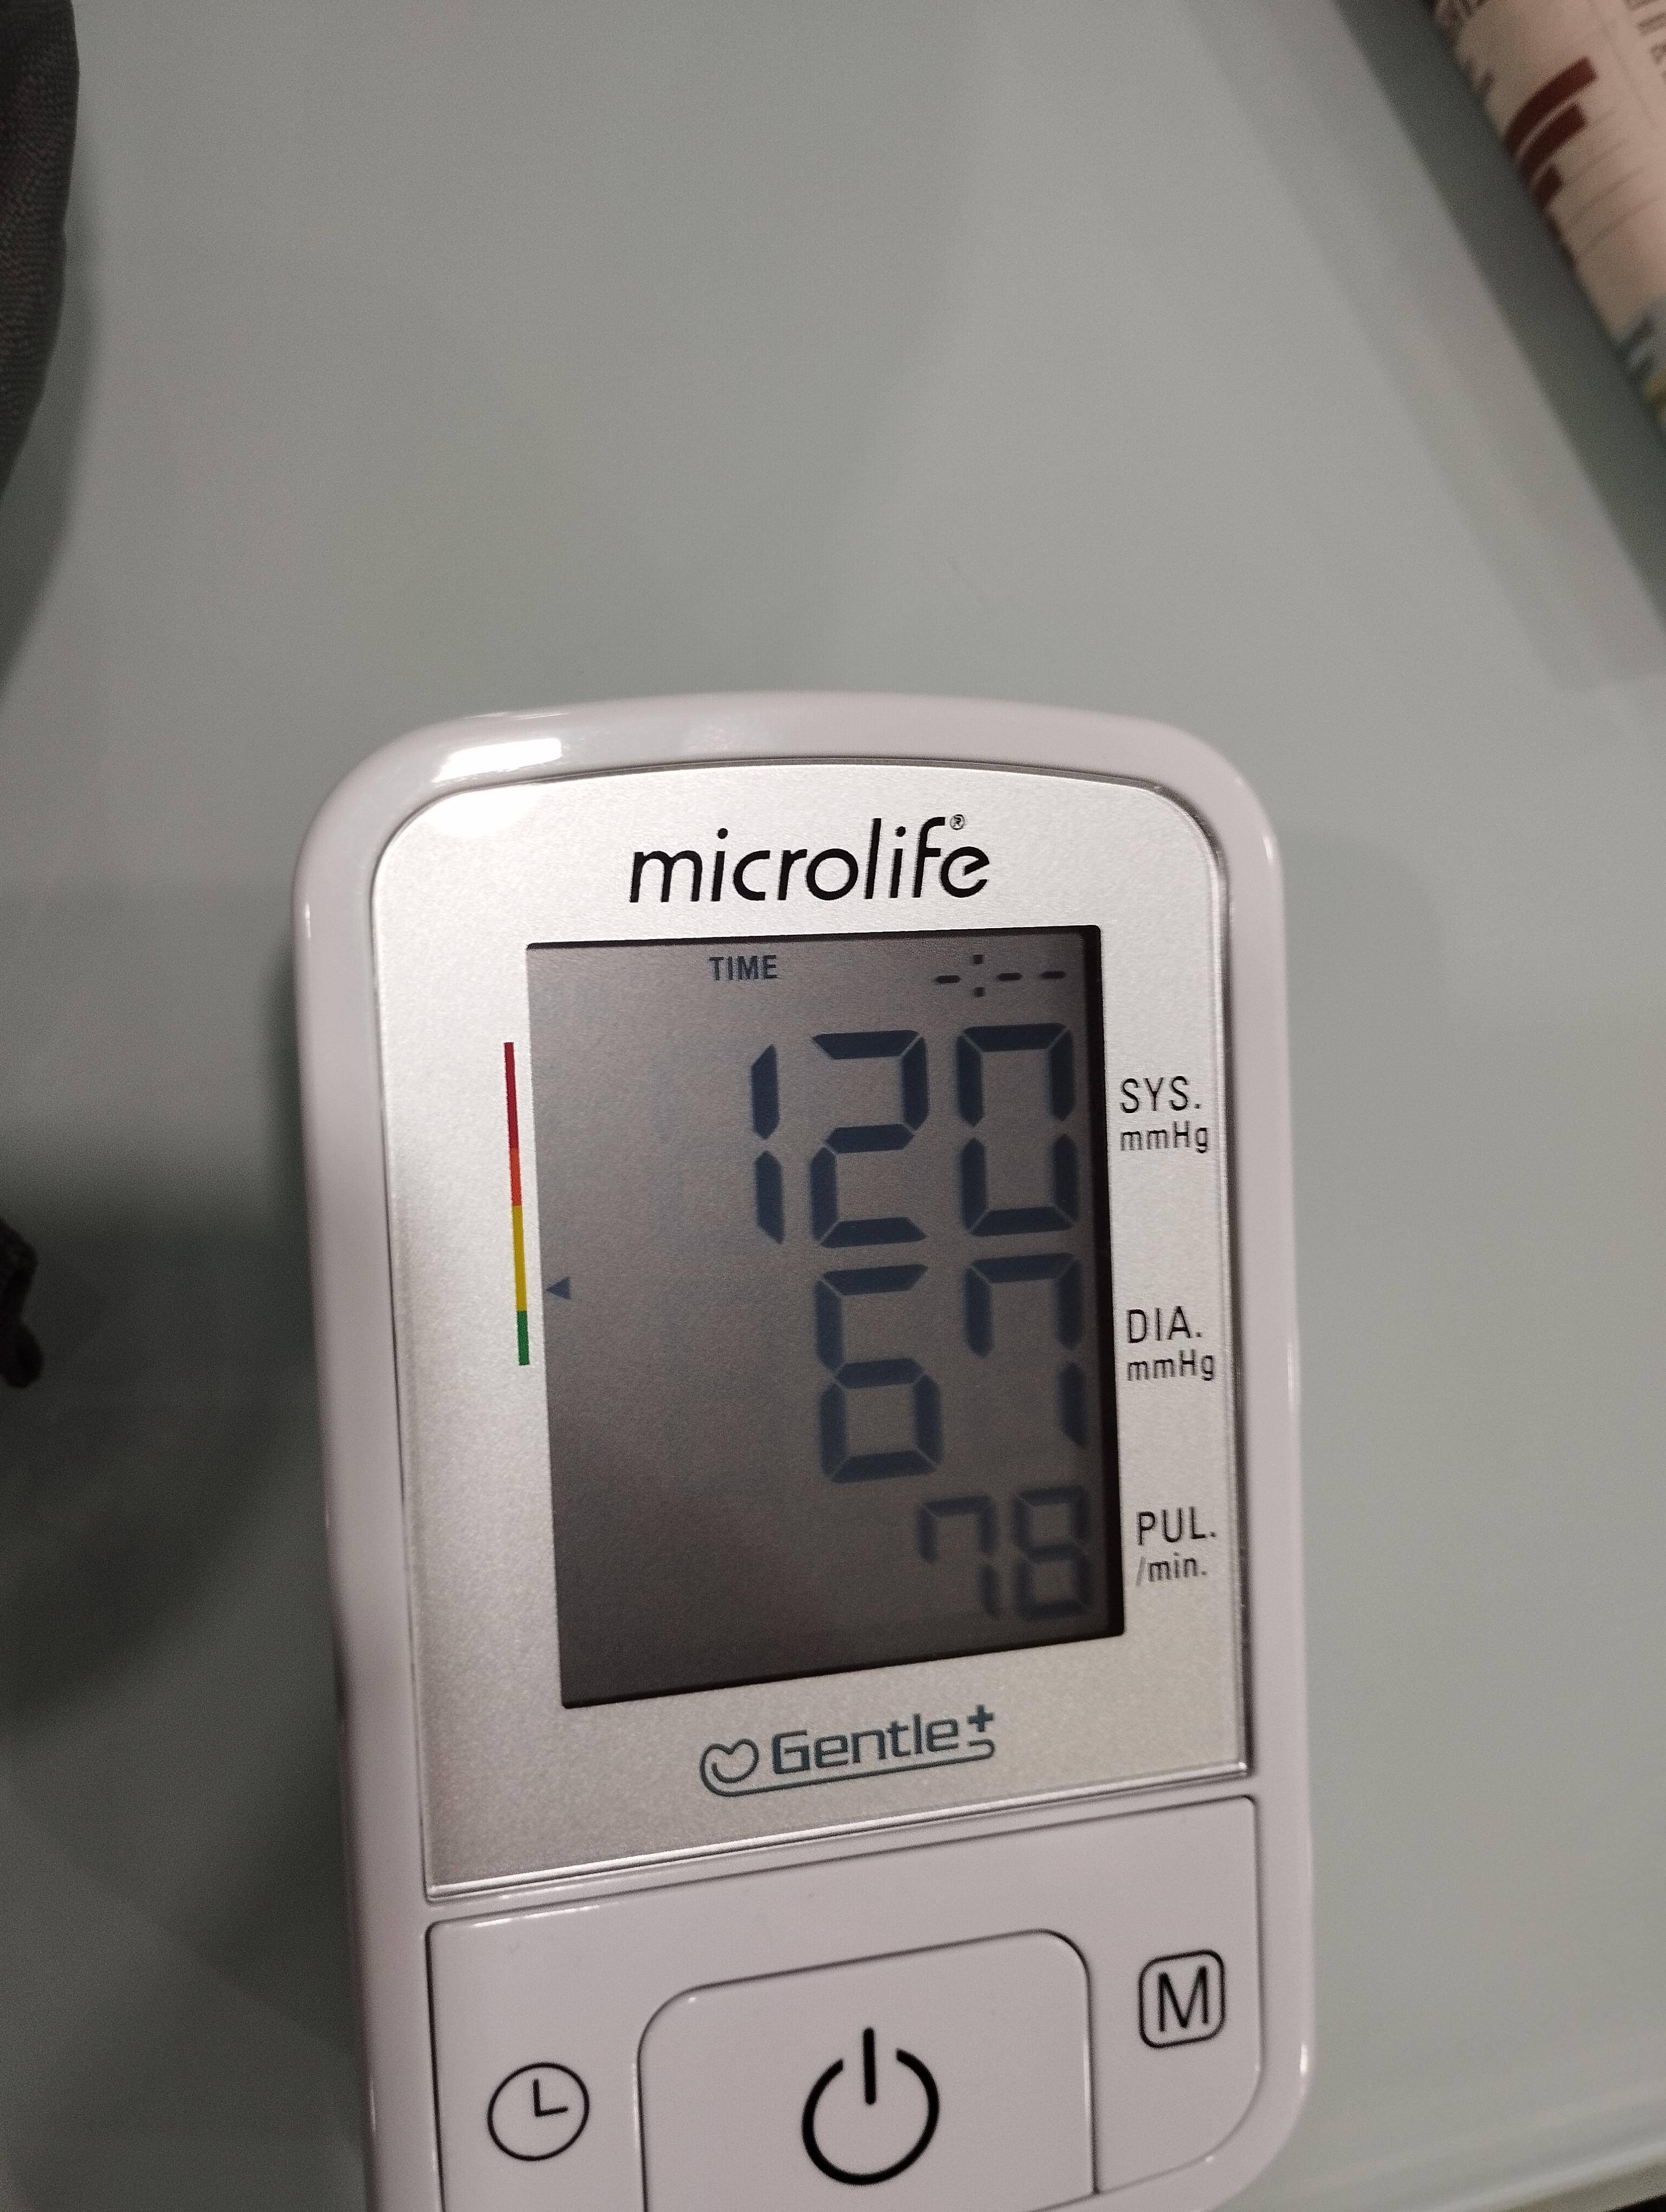 microlife®
TIME -:--
120 SYS. mmHg
67 DIA. mmHg
78 PUL. /min.
Gentle+
M